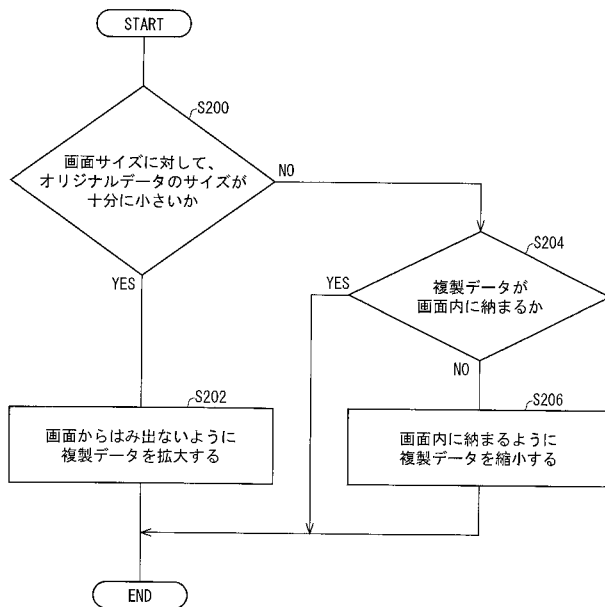 START
S200
画面サイズに対して、
オリジナルデータのサイズが
十分に小さいか
NO
YES
S204
複製データが
画面内に納まるか
YES
NO
S202
画面からはみ出ないように
複製データを拡大する
S206
画面内に納まるように
複製データを縮小する
END